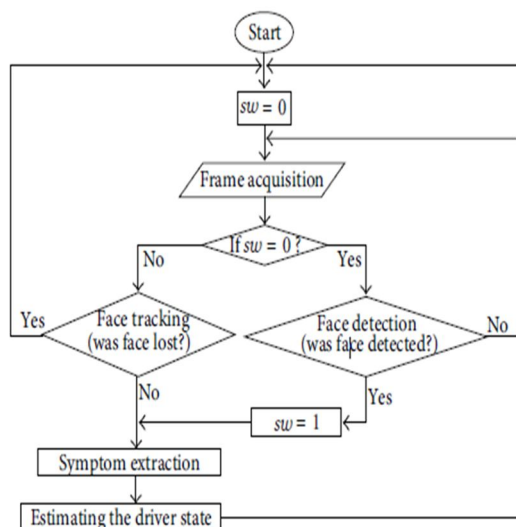 Start
sw = 0
Frame acquisition
If sw = 0 ?
No
Yes
Yes
Face tracking
(was face lost?)
Face detection
(was face detected?)
No
No
Yes
sw = 1
Symptom extraction
Estimating the driver state